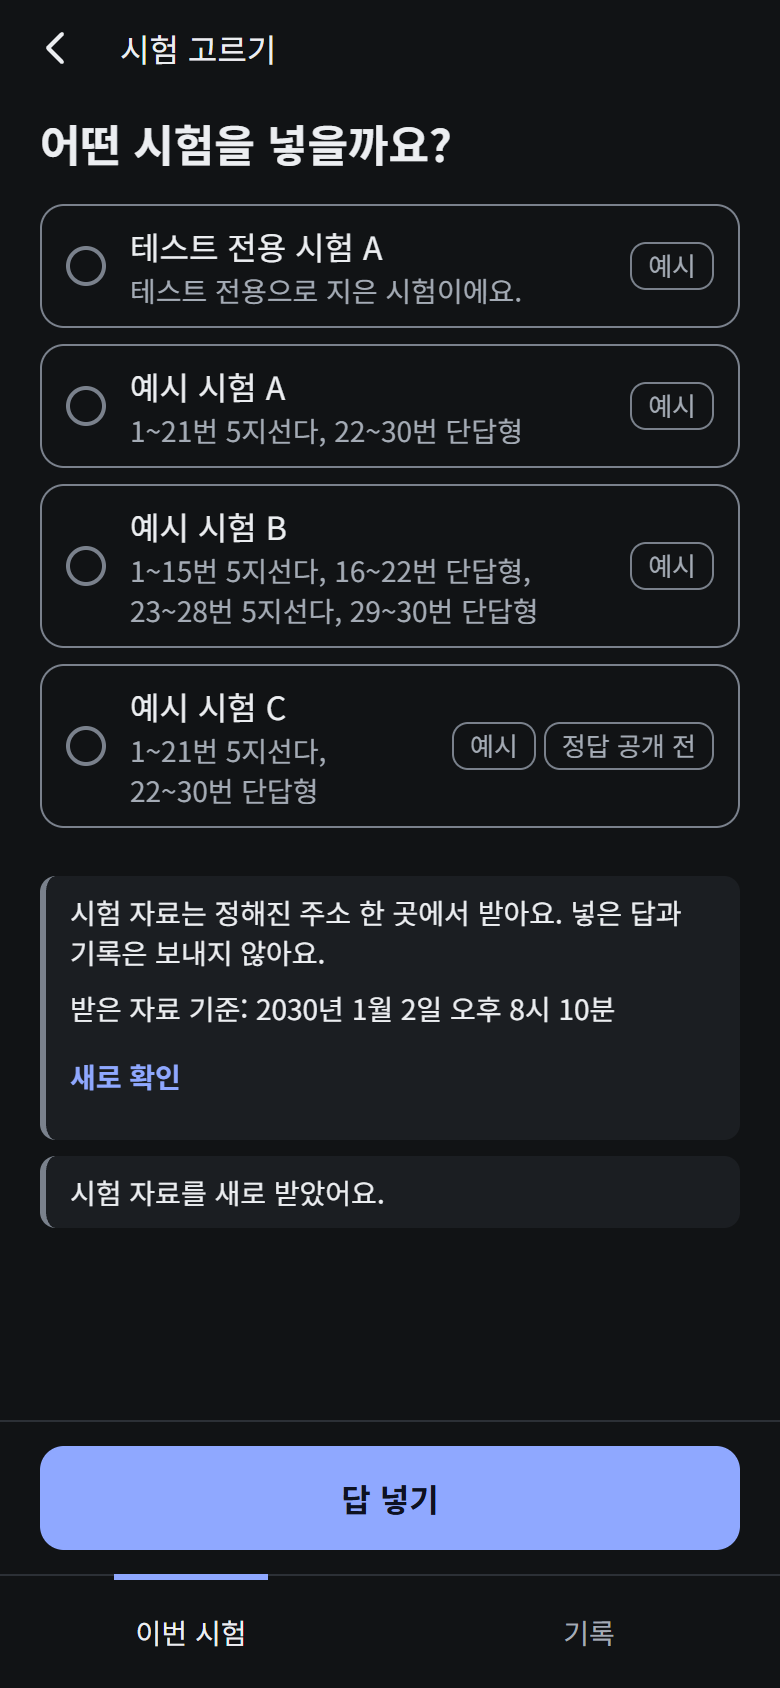 시험 고르기
어떤 시험을 넣을까요?
테스트 전용 시험 A
테스트 전용으로 지은 시험이에요.
예시
예시 시험 A
1~21번 5지선다, 22~30번 단답형
예시
예시 시험 B
1~15번 5지선다, 16~22번 단답형,
23~28번 5지선다, 29~30번 단답형
예시
예시 시험 C
1~21번 5지선다,
22~30번 단답형
예시
정답 공개 전
시험 자료는 정해진 주소 한 곳에서 받아요. 넣은 답과
기록은 보내지 않아요.
받은 자료 기준: 2030년 1월 2일 오후 8시 10분
새로 확인
시험 자료를 새로 받았어요.
답 넣기
이번 시험
기록